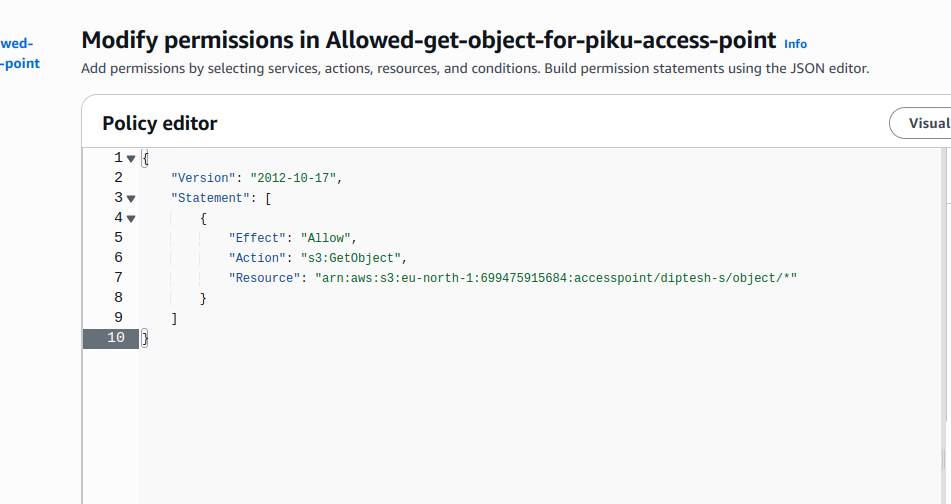 wed-
-point
Modify permissions in Allowed-get-object-for-piku-access-point Info
Add permissions by selecting services, actions, resources, and conditions. Build permission statements using the JSON editor.
Policy editor
Visual
1 {
2 "Version": "2012-10-17",
3 "Statement": [
4 {
5 "Effect": "Allow",
6 "Action": "s3:GetObject",
7 "Resource": "arn:aws:s3:eu-north-1:699475915684:accesspoint/diptesh-s/object/*"
8 }
9 ]
10 }